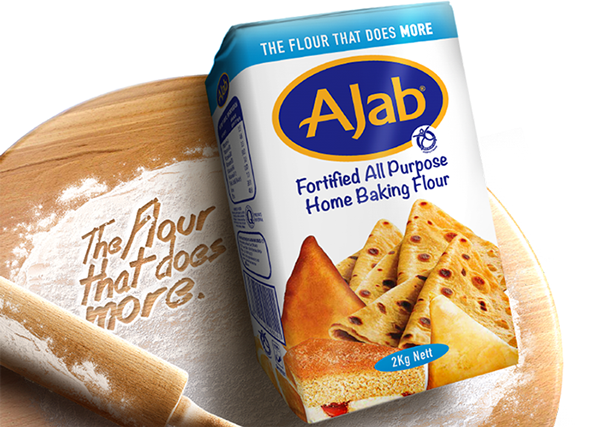 THE FLOUR THAT DOES MORE
AJab®
Fortified All Purpose
Home Baking Flour
2Kg Nett
The Flour
that does
more.